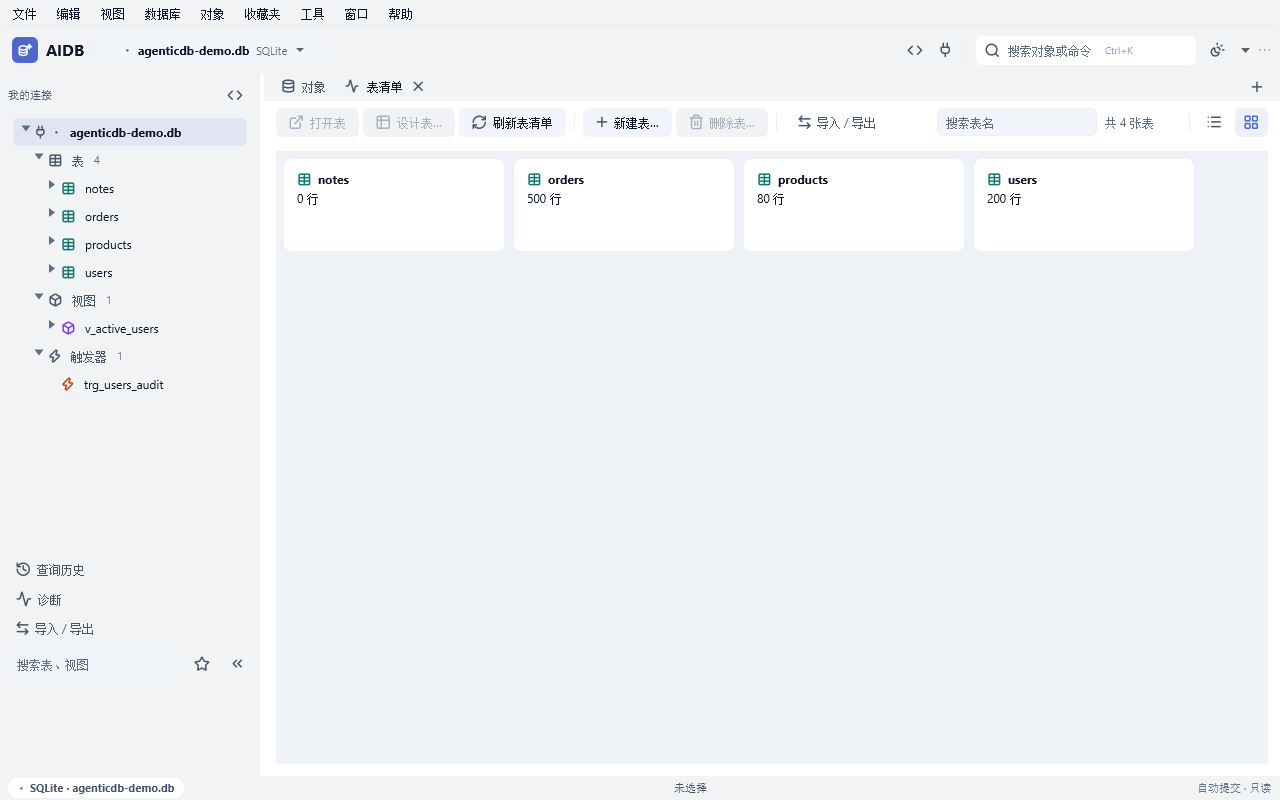 文件 编辑 视图 数据库 对象 收藏夹 工具 窗口 帮助
AIDB agenticdb-demo.db SQLite 搜索对象或命令 Ctrl+K
我的连接
agenticdb-demo.db
表 4
notes
orders
products
users
视图 1
v_active_users
触发器 1
trg_users_audit
查询历史
诊断
导入 / 导出
搜索表、视图
对象 表清单
打开表 设计表... 刷新表清单 新建表... 删除表... 导入 / 导出 搜索表名 共 4 张表
notes
0 行
orders
500 行
products
80 行
users
200 行
SQLite · agenticdb-demo.db 未选择 自动提交 · 只读